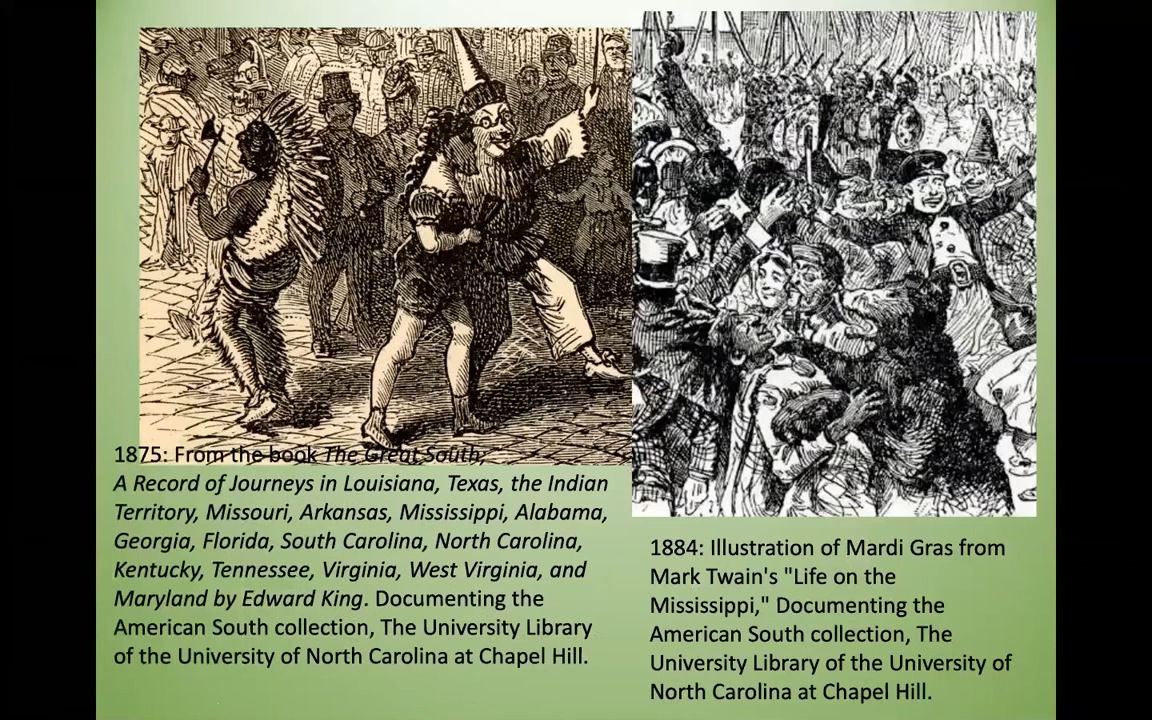 1875: From the book The Great South,
A Record of Journeys in Louisiana, Texas, the Indian
Territory, Missouri, Arkansas, Mississippi, Alabama,
Georgia, Florida, South Carolina, North Carolina,
Kentucky, Tennessee, Virginia, West Virginia, and
Maryland by Edward King. Documenting the
American South collection, The University Library
of the University of North Carolina at Chapel Hill.
1884: Illustration of Mardi Gras from
Mark Twain's "Life on the
Mississippi," Documenting the
American South collection, The
University Library of the University of
North Carolina at Chapel Hill.